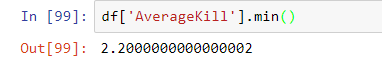 In [99]: df['AverageKill'].min()
Out[99]: 2.2000000000000002